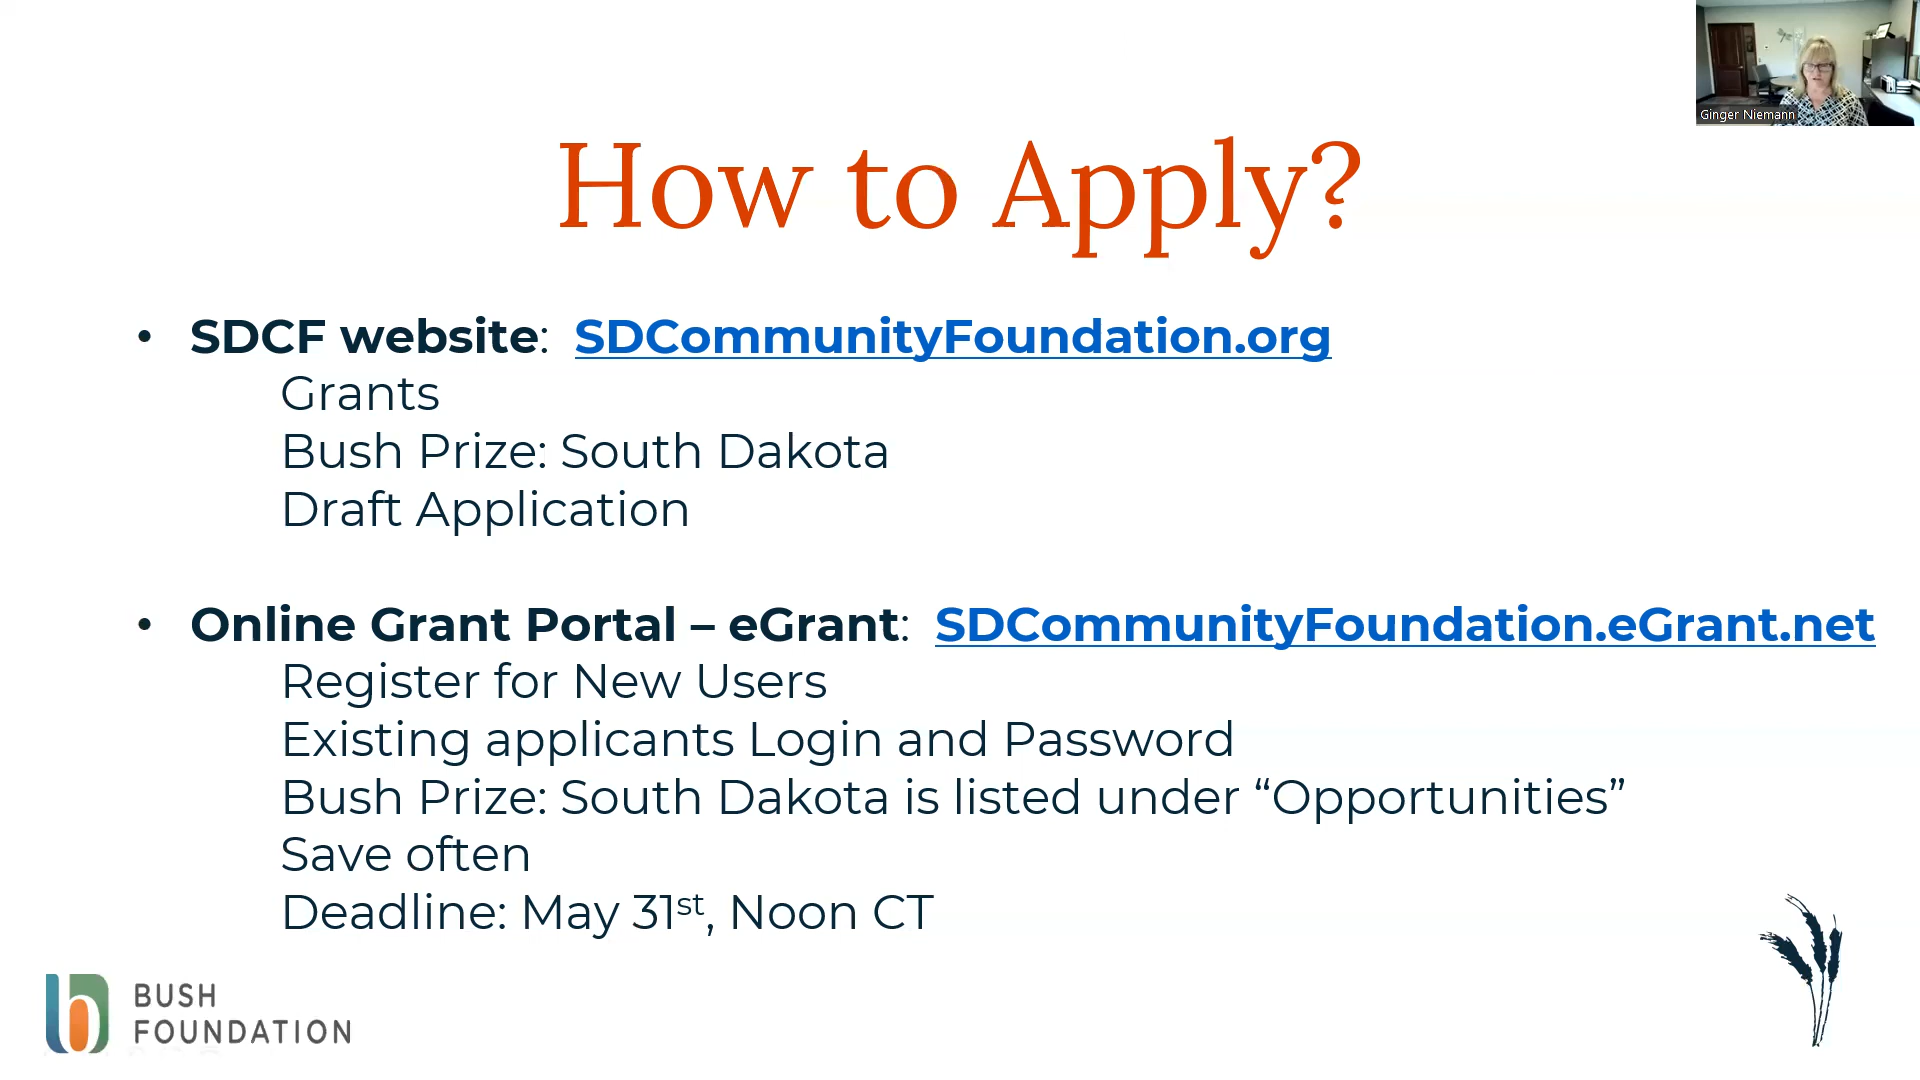 Ginger Niemann
How to Apply?
• SDCF website: SDCommunityFoundation.org
Grants
Bush Prize: South Dakota
Draft Application
• Online Grant Portal – eGrant: SDCommunityFoundation.eGrant.net
Register for New Users
Existing applicants Login and Password
Bush Prize: South Dakota is listed under “Opportunities”
Save often
Deadline: May 31st, Noon CT
BUSH
FOUNDATION